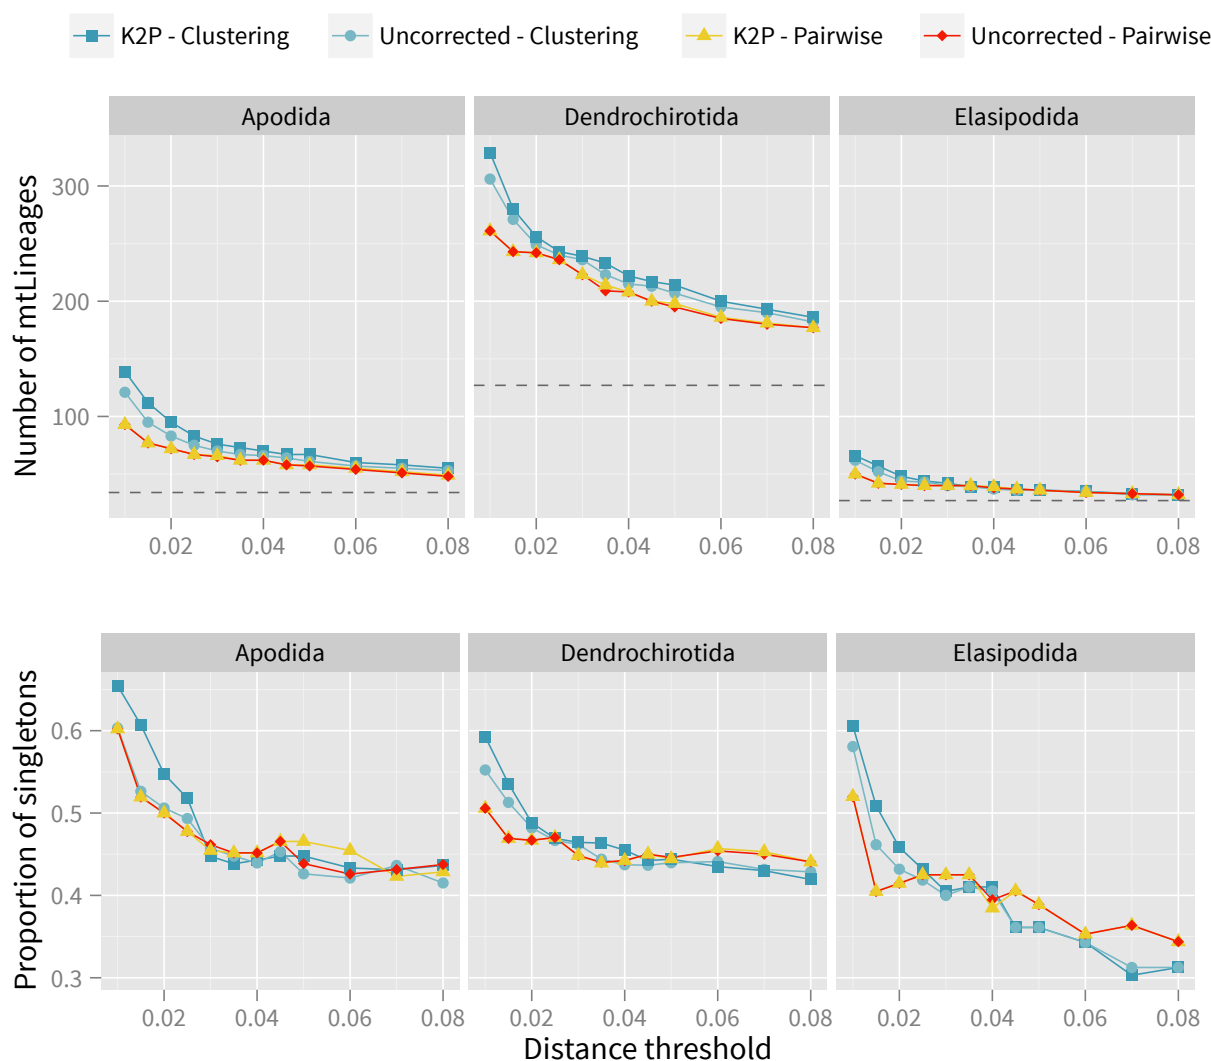 K2P - Clustering
Uncorrected - Clustering
K2P - Pairwise
Uncorrected - Pairwise
Number of mtLineages
Apodida
Dendrochirotida
Elasipodida
300
200
100
0.02 0.04 0.06 0.08
0.02 0.04 0.06 0.08
0.02 0.04 0.06 0.08
Proportion of singletons
Apodida
Dendrochirotida
Elasipodida
0.6
0.5
0.4
0.3
0.02 0.04 0.06 0.08
0.02 0.04 0.06 0.08
0.02 0.04 0.06 0.08
Distance threshold